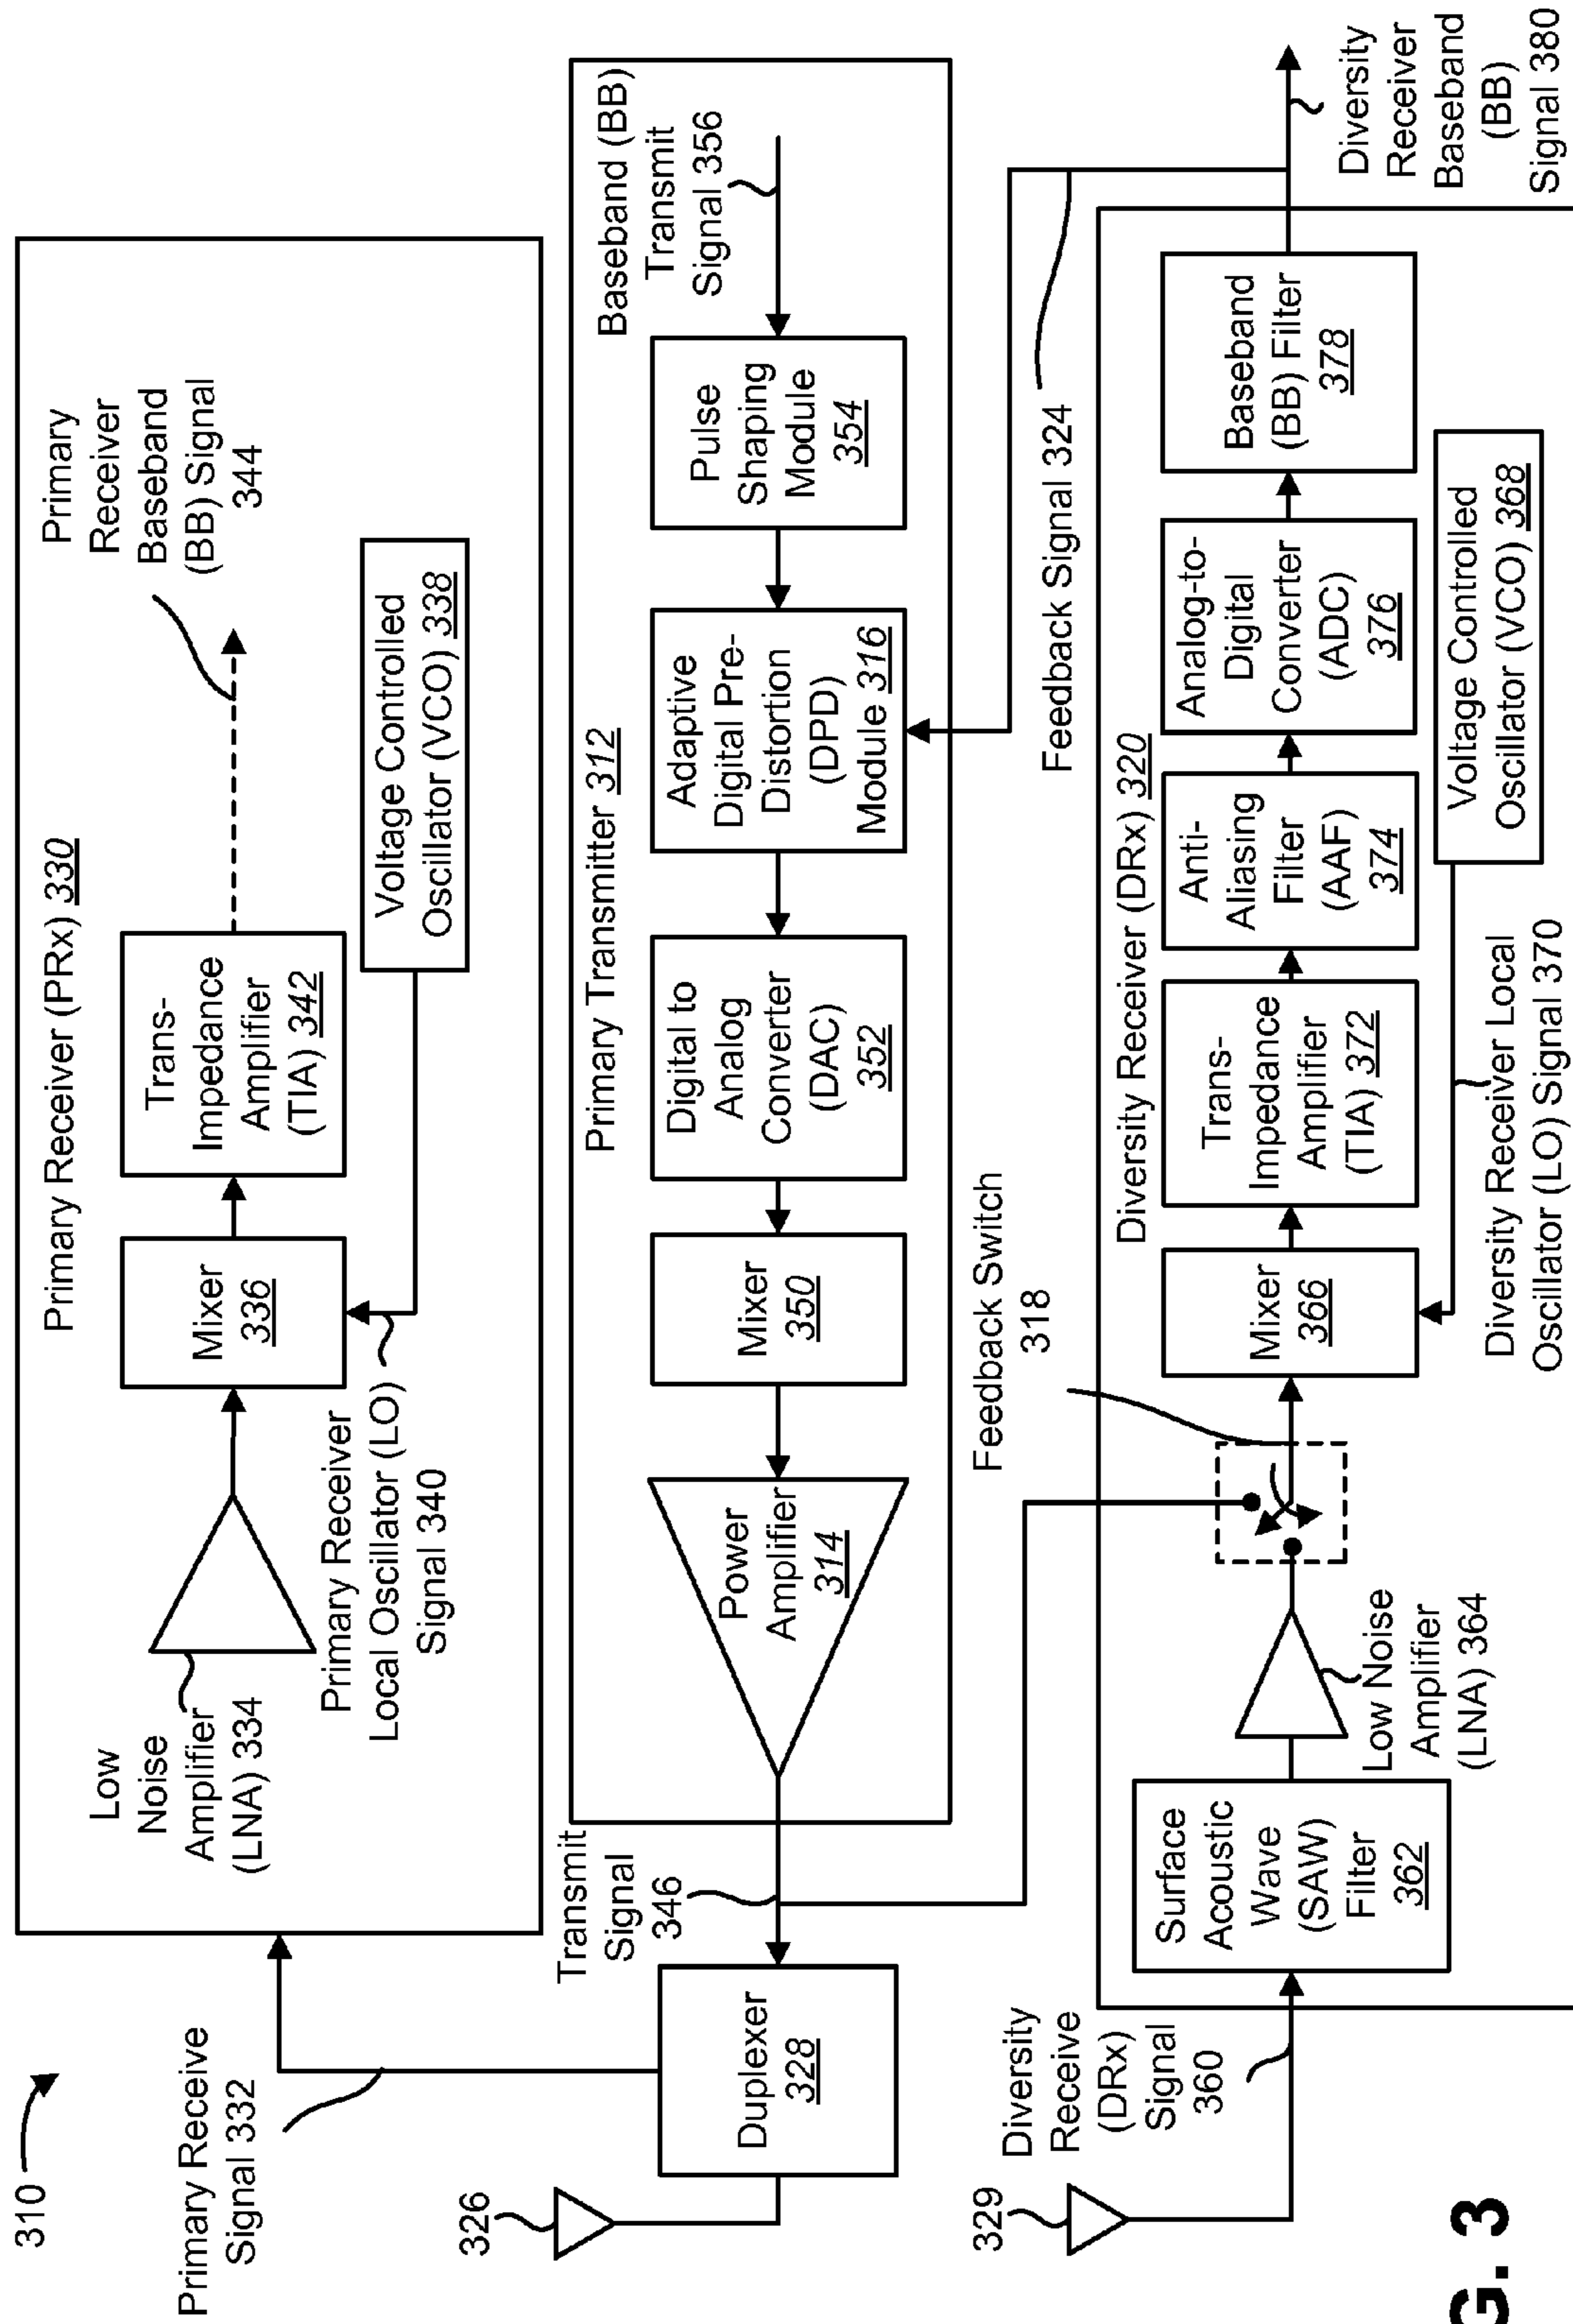 310
Primary Receive
Signal 332
Primary Receiver (PRx) 330
Low
Noise
Amplifier
(LNA) 334
Mixer
336
Trans-
Impedance
Amplifier
(TIA) 342
Primary
Receiver
Baseband
(BB) Signal
344
Primary Receiver
Local Oscillator (LO)
Signal 340
Voltage Controlled
Oscillator (VCO) 338
326
Duplexer
328
Transmit
Signal
346
Primary Transmitter 312
Power
Amplifier
314
Mixer
350
Digital to
Analog
Converter
(DAC)
352
Adaptive
Digital Pre-
Distortion
(DPD)
Module 316
Pulse
Shaping
Module
354
Baseband (BB)
Transmit
Signal 356
Feedback Switch
318
Feedback Signal 324
329
Diversity
Receive
(DRx)
Signal
360
Diversity Receiver (DRx) 320
Surface
Acoustic
Wave
(SAW)
Filter
362
Low Noise
Amplifier
(LNA) 364
Mixer
366
Trans-
Impedance
Amplifier
(TIA) 372
Anti-
Aliasing
Filter
(AAF)
374
Analog-to-
Digital
Converter
(ADC)
376
Baseband
(BB) Filter
378
Diversity
Receiver
Baseband
(BB)
Signal 380
Diversity Receiver Local
Oscillator (LO) Signal 370
Voltage Controlled
Oscillator (VCO) 368
G. 3